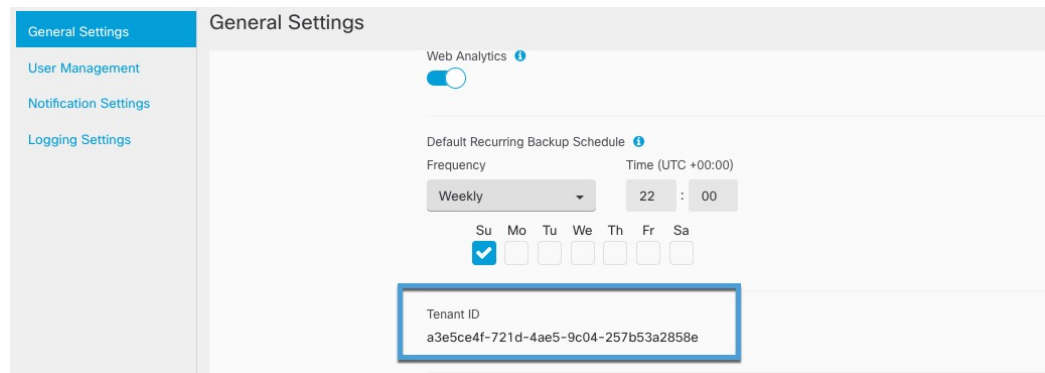 General Settings
User Management
Notification Settings
Logging Settings
General Settings
Web Analytics
Default Recurring Backup Schedule
Frequency Time (UTC +00:00)
Weekly 22 : 00
Su Mo Tu We Th Fr Sa
Tenant ID
a3e5ce4f-721d-4ae5-9c04-257b53a2858e